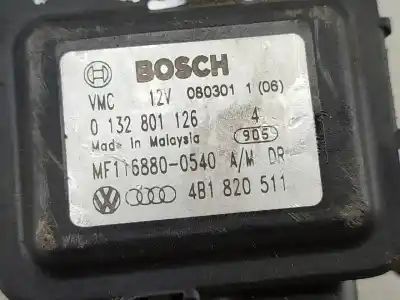 BOSCH
VMC 12V 080301 1 (06)
0 132 801 126 4
Made in Malaysia 905
MF116880-0540 A/M DR
4B1 820 511